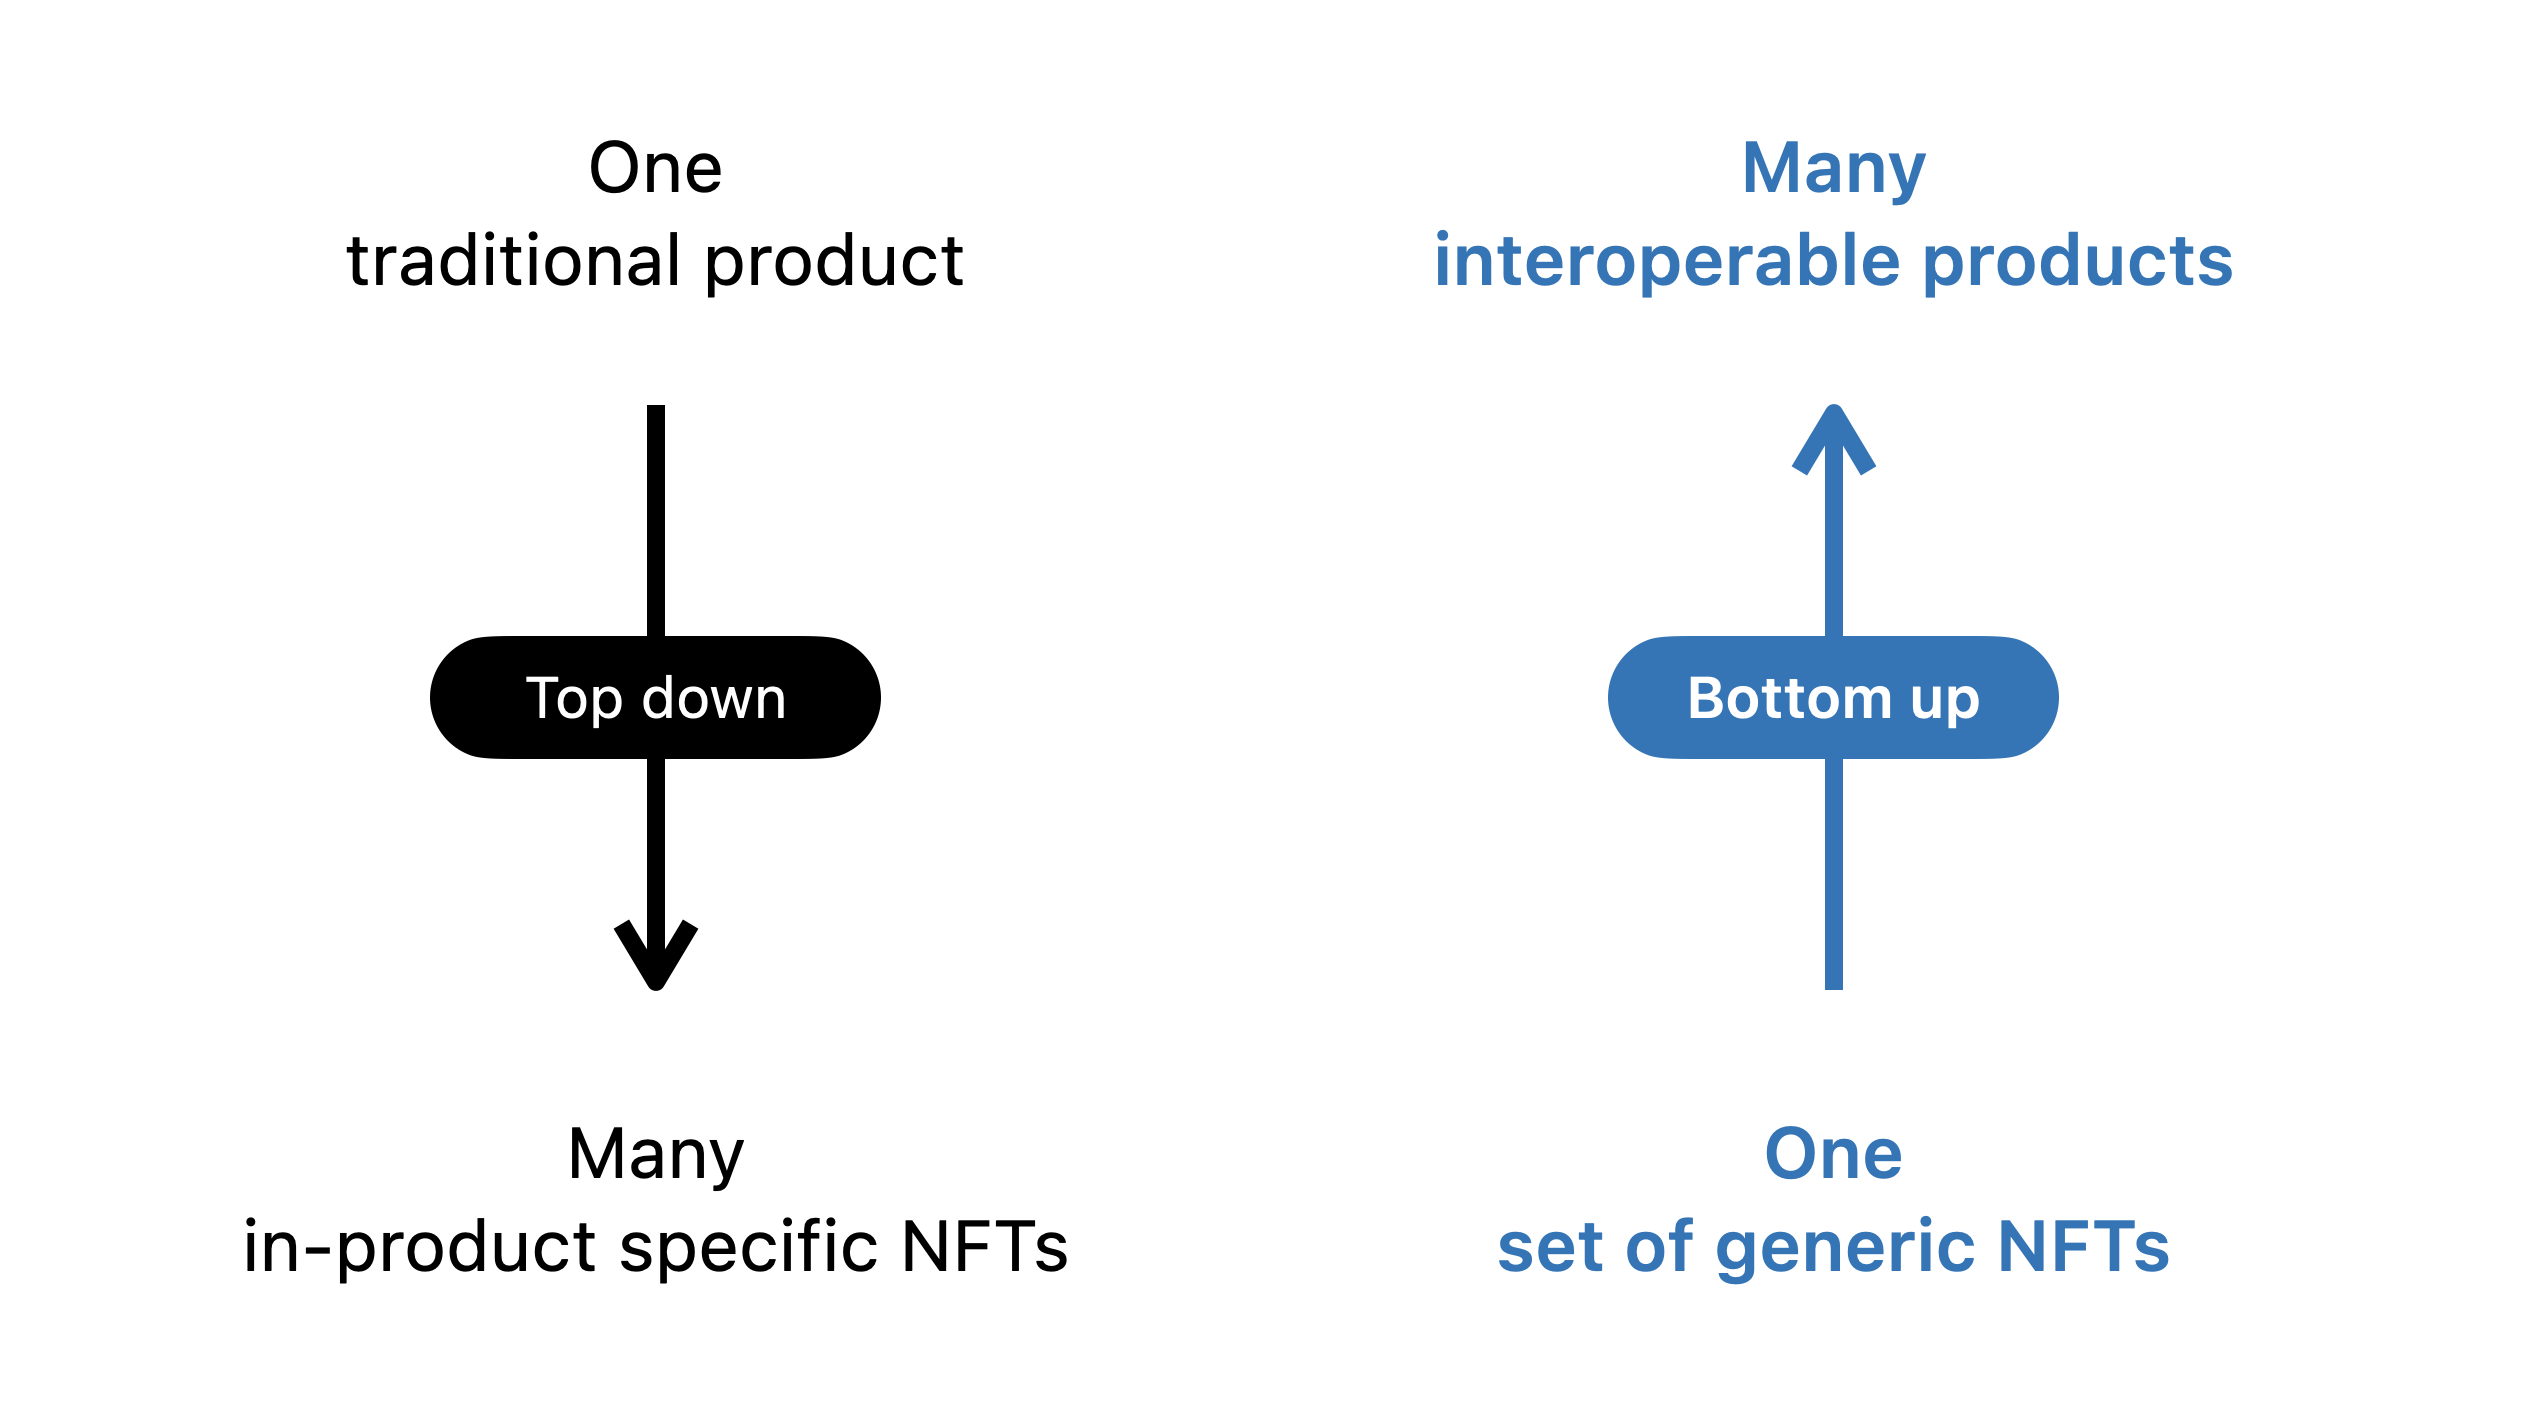 One
traditional product
Top down
Many
in-product specific NFTs
Many
interoperable products
Bottom up
One
set of generic NFTs